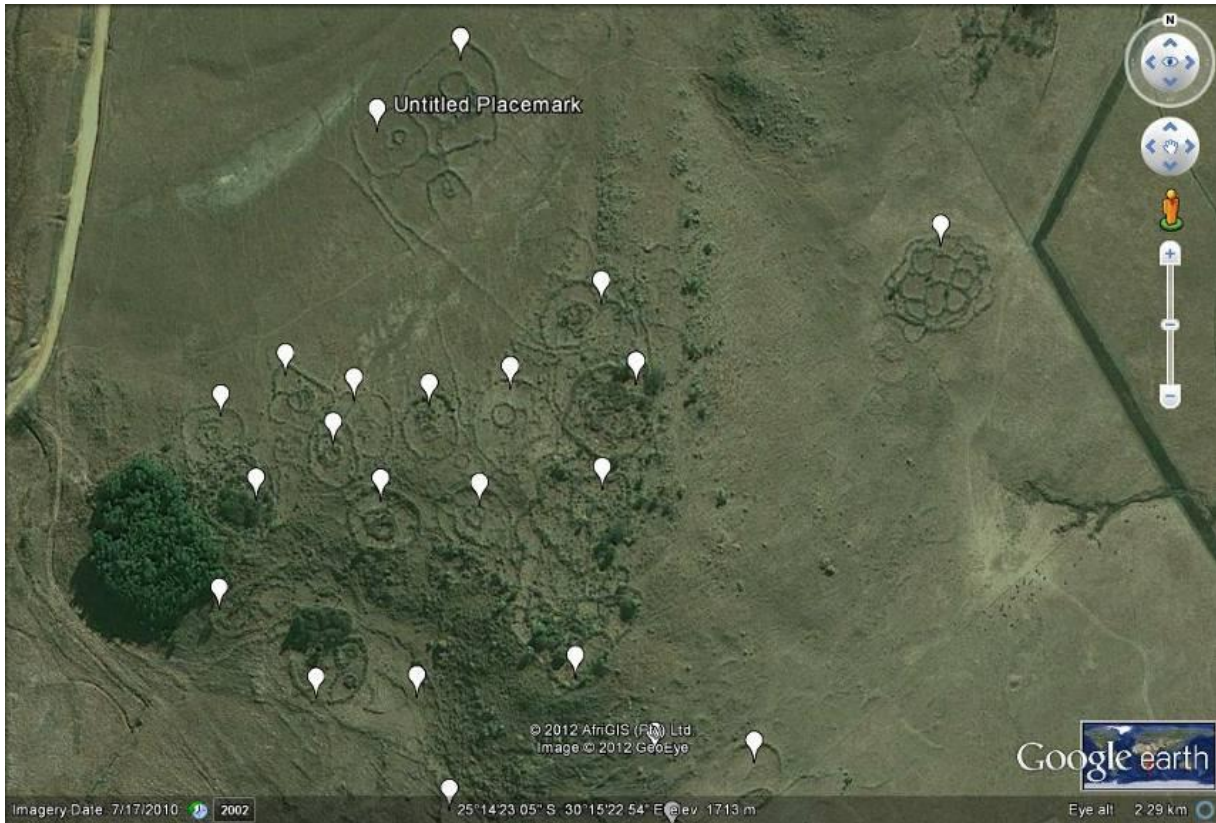 N
Untitled Placemark
© 2012 AfriGIS (Pty) Ltd.
Image © 2012 GeoEye
Google earth
Imagery Date: 7/17/2010
2002
25°14'23.05" S 30°15'22.54" E elev 1713 m
Eye alt 2.29 km